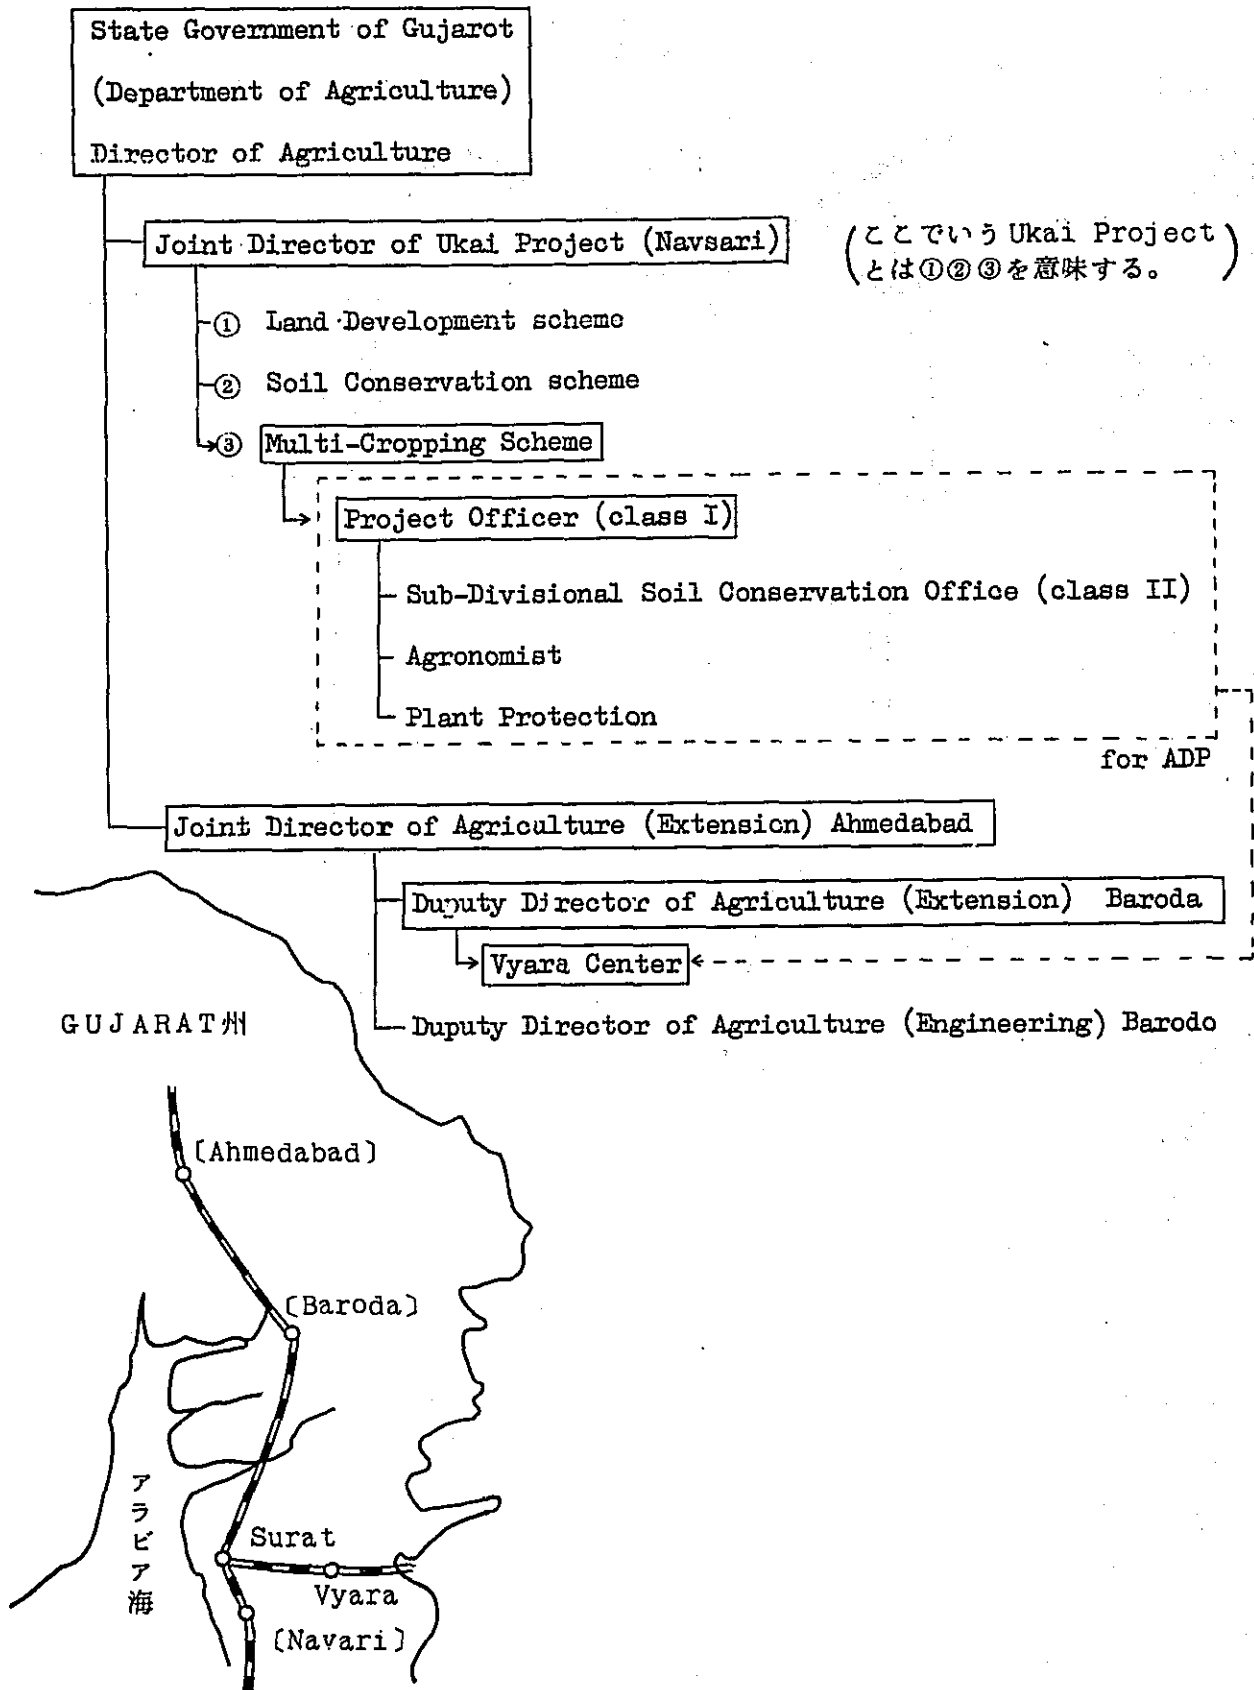 State Government of Gujarot
(Department of Agriculture)
Director of Agriculture
Joint Director of Ukai Project (Navsari)
(ことでいう Ukai Project
とは①②③を意味する。)
① Land Development scheme
② Soil Conservation scheme
③ Multi-Cropping Scheme
Project Officer (class I)
Sub-Divisional Soil Conservation Office (class II)
Agronomist
Plant Protection
for ADP
Joint Director of Agriculture (Extension) Ahmedabad
Duputy Director of Agriculture (Extension) Baroda
Vyara Center
Duputy Director of Agriculture (Engineering) Barodo
GUJARAT州
〔Ahmedabad〕
〔Baroda〕
アラビア海
Surat
Vyara
〔Navari〕